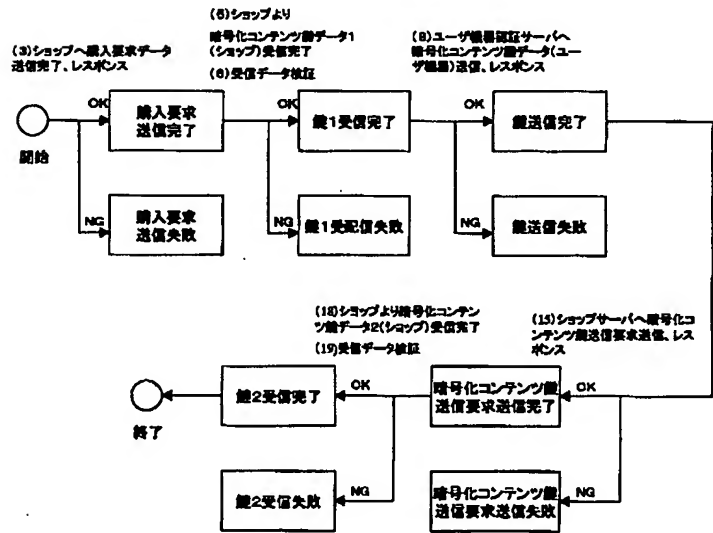 (3)ショップへ購入要求データ
送信完了、レスポンス
(5)ショップより
暗号化コンテンツ鍵データ1
(ショップ)受信完了
(6)受信データ検証
(8)ユーザ機器認証サーバへ
暗号化コンテンツ鍵データ(ユー
ザ機器)送信、レスポンス
開始
OK
購入要求
送信完了
OK
鍵1受信完了
OK
鍵送信完了
NG
購入要求
送信失敗
NG
鍵1受配信失敗
NG
鍵送信失敗
(18)ショップより暗号化コンテン
ツ鍵データ2(ショップ)受信完了
(19)受信データ検証
(15)ショップサーバへ暗号化コ
ンテンツ鍵送信要求送信、レス
ポンス
終了
鍵2受信完了
OK
暗号化コンテンツ鍵
送信要求送信完了
OK
鍵2受信失敗
NG
暗号化コンテンツ鍵
送信要求送信失敗
NG